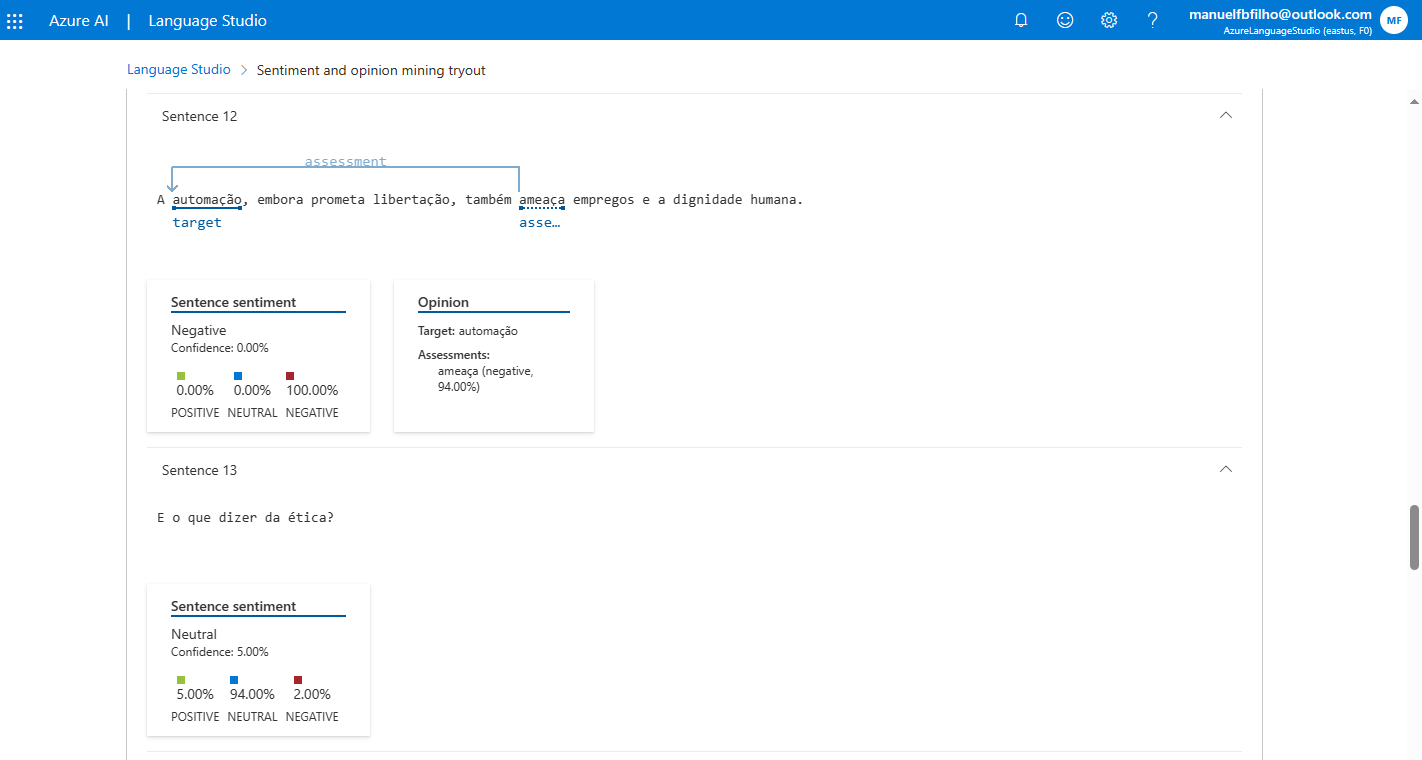 Azure AI | Language Studio
manuelfbfilho@outlook.com
AzureLanguageStudio (eastus, F0)
MF
Language Studio > Sentiment and opinion mining tryout
Sentence 12
assessment
A automação, embora prometa libertação, também ameaça empregos e a dignidade humana.
target asse…
Sentence sentiment
Negative
Confidence: 0.00%
0.00% 0.00% 100.00%
POSITIVE NEUTRAL NEGATIVE
Opinion
Target: automação
Assessments:
ameaça (negative,
94.00%)
Sentence 13
E o que dizer da ética?
Sentence sentiment
Neutral
Confidence: 5.00%
5.00% 94.00% 2.00%
POSITIVE NEUTRAL NEGATIVE